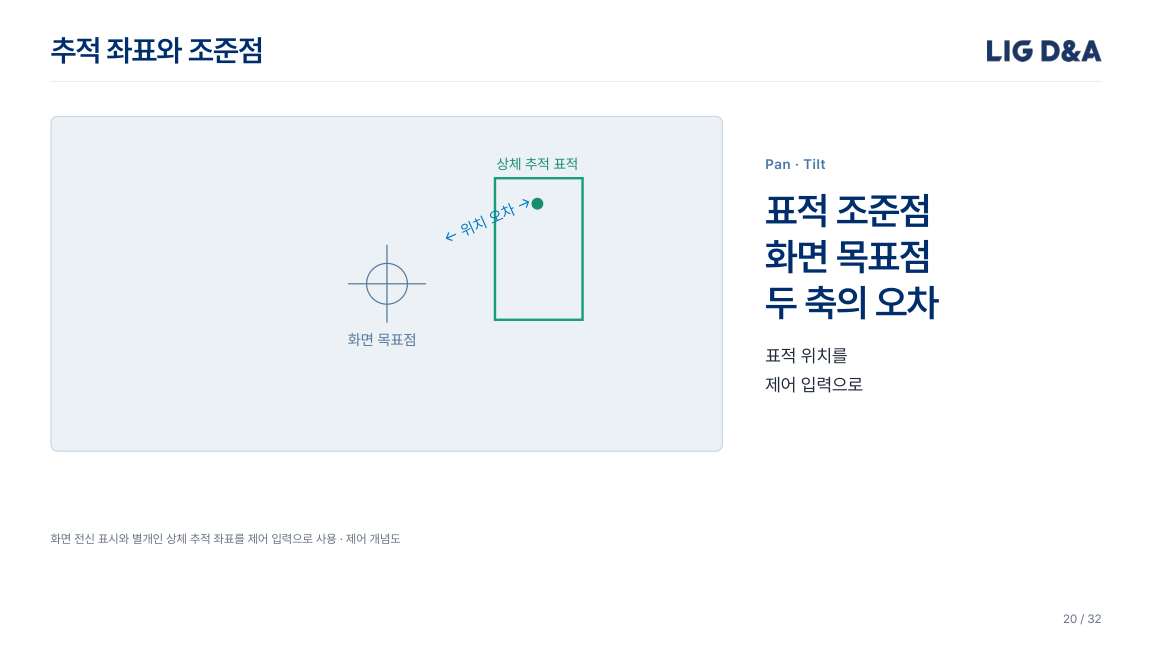 추적 좌표와 조준점
LIG D&A
상체 추적 표적
← 위치 오차 →
화면 목표점
Pan · Tilt
표적 조준점
화면 목표점
두 축의 오차
표적 위치를
제어 입력으로
화면 전신 표시와 별개인 상체 추적 좌표를 제어 입력으로 사용 · 제어 개념도
20 / 32